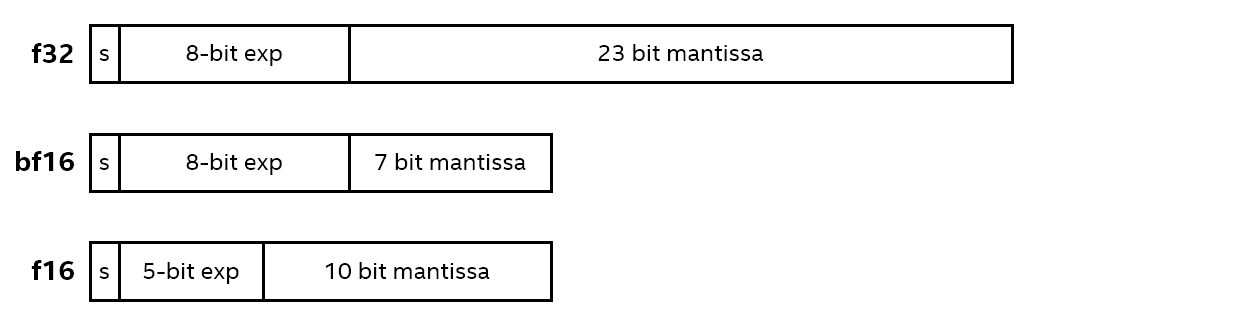 f32 s 8-bit exp 23 bit mantissa
bf16 s 8-bit exp 7 bit mantissa
f16 s 5-bit exp 10 bit mantissa